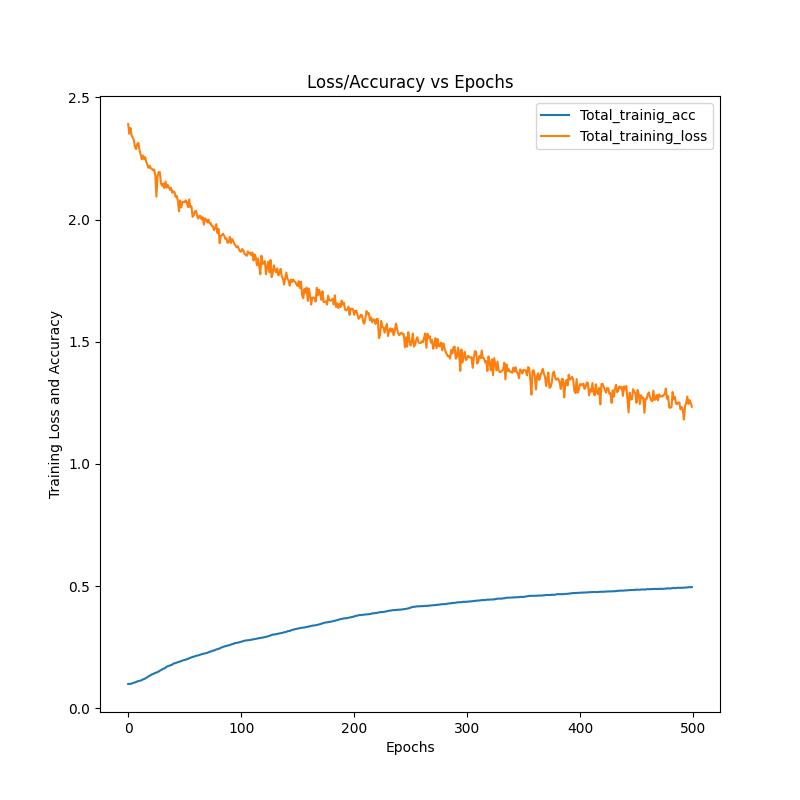 Loss/Accuracy vs Epochs
Total_trainig_acc
Total_training_loss
Training Loss and Accuracy
2.5
2.0
1.5
1.0
0.5
0.0
0 100 200 300 400 500
Epochs